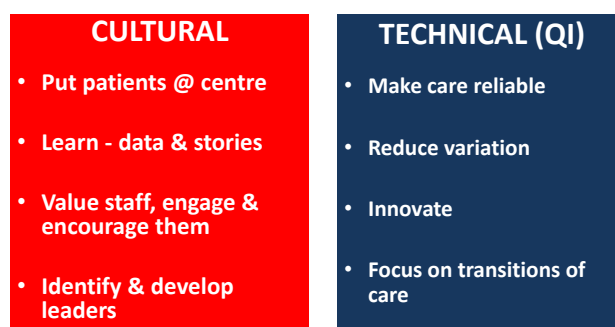 CULTURAL
• Put patients @ centre
• Learn - data & stories
• Value staff, engage &
encourage them
• Identify & develop
leaders
TECHNICAL (QI)
• Make care reliable
• Reduce variation
• Innovate
• Focus on transitions of
care